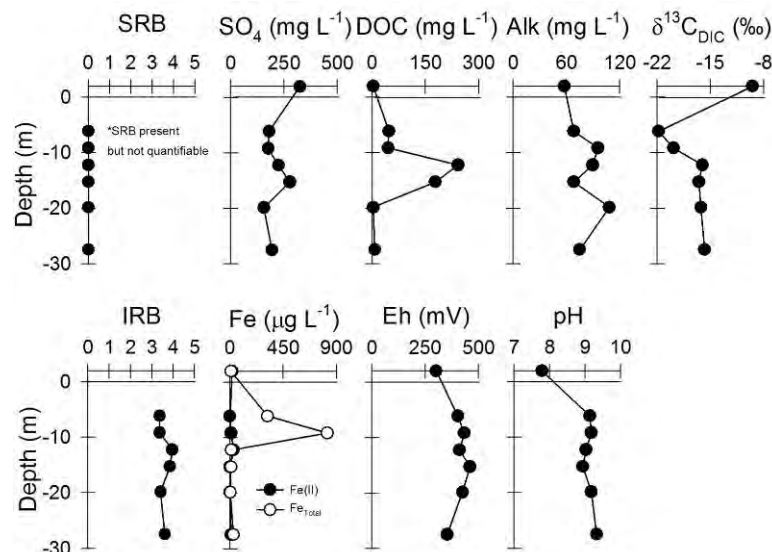 SRB SO₄ (mg L⁻¹) DOC (mg L⁻¹) Alk (mg L⁻¹) δ¹³C_DIC (‰)
0 1 2 3 4 5 0 250 500 0 150 300 0 60 120 -22 -15 -8
0
*SRB present
but not quantifiable
-10
-20
-30
Depth (m)
IRB Fe (µg L⁻¹) Eh (mV) pH
0 1 2 3 4 5 0 450 900 0 500 7 8 9 10
0
-10
-20
-30
Depth (m)
Fe(II)
Fe_Total